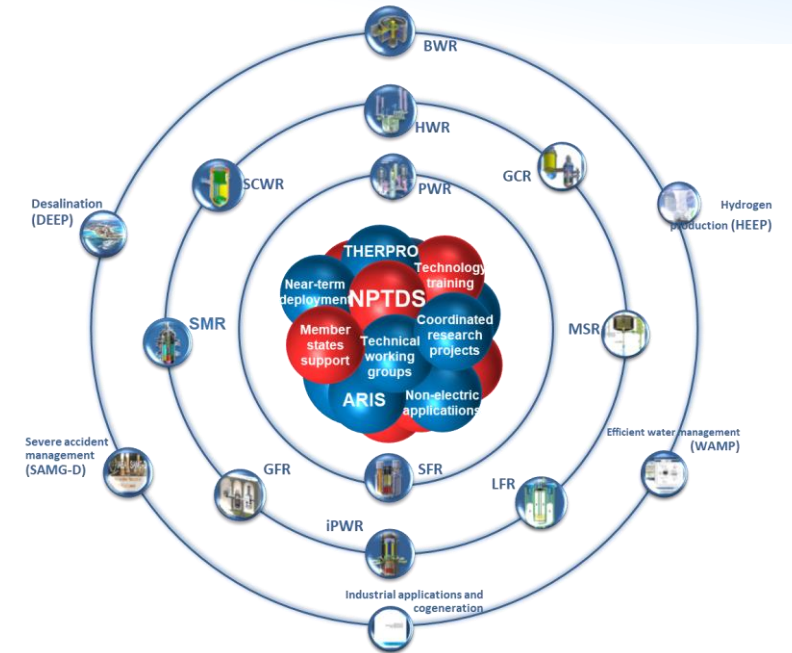 BWR
HWR
SCWR
PWR
GCR
Desalination
(DEEP)
Hydrogen
production (HEEP)
THERPRO
Technology
training
Near-term
deployment
NPTDS
Coordinated
research
projects
Member
states
support
Technical
working
groups
ARIS
Non-electric
applicatiions
SMR
MSR
Severe accident
management
(SAMG-D)
Efficient water management
(WAMP)
GFR
SFR
LFR
iPWR
Industrial applications and
cogeneration